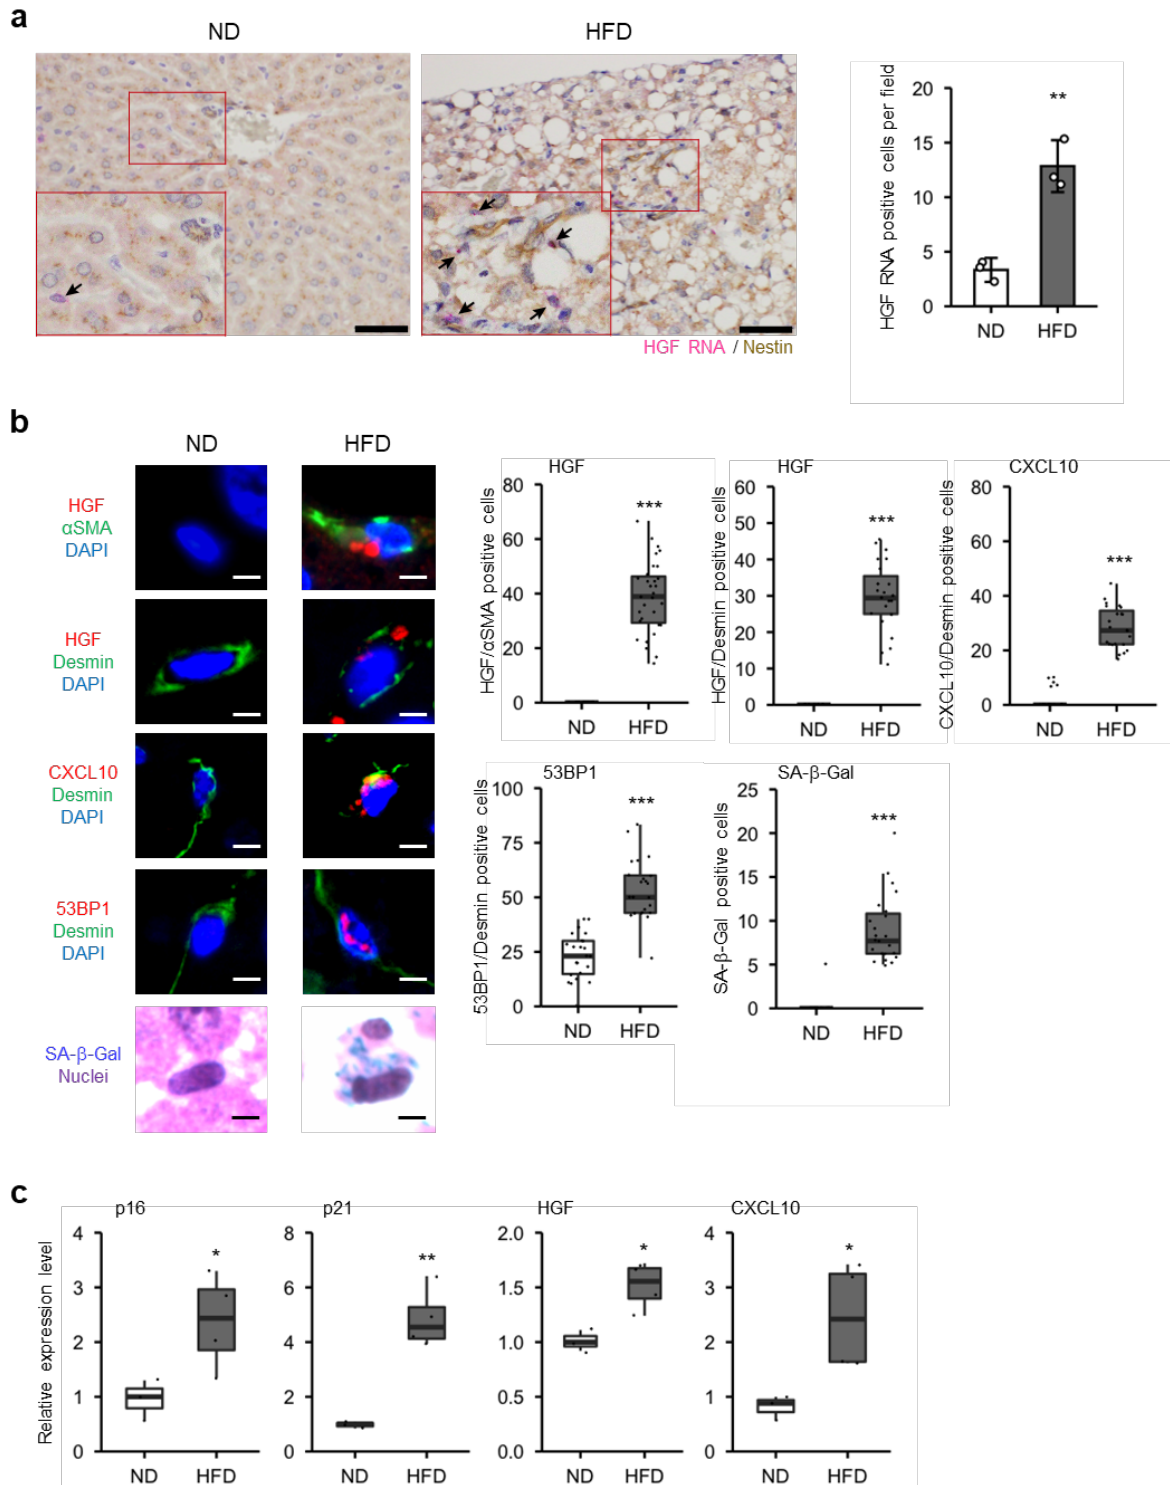 a
ND
HFD
HGF RNA / Nestin
HGF RNA positive cells per field
20
15
10
5
0
**
ND
HFD
b
ND
HFD
HGF
αSMA
DAPI
HGF
Desmin
DAPI
CXCL10
Desmin
DAPI
53BP1
Desmin
DAPI
SA-β-Gal
Nuclei
HGF
HGF/αSMA positive cells
80
60
40
20
0
***
ND
HFD
HGF
HGF/Desmin positive cells
60
50
40
30
20
10
0
***
ND
HFD
CXCL10
CXCL10/Desmin positive cells
80
60
40
20
0
***
ND
HFD
53BP1
53BP1/Desmin positive cells
100
75
50
25
0
***
ND
HFD
SA-β-Gal
SA-β-Gal positive cells
25
20
15
10
5
0
***
ND
HFD
c
Relative expression level
p16
4
3
2
1
0
*
ND
HFD
p21
8
6
4
2
0
**
ND
HFD
HGF
2.0
1.5
1.0
0.5
0.0
*
ND
HFD
CXCL10
4
3
2
1
0
*
ND
HFD